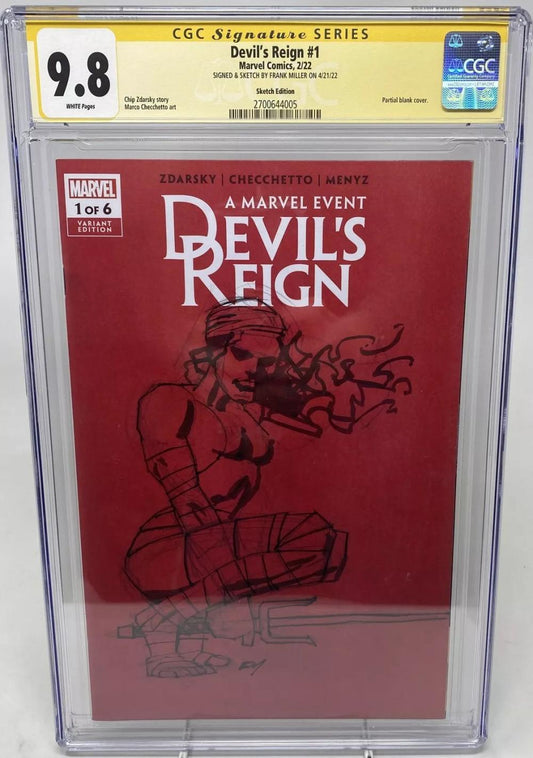 CGC Signature SERIES
9.8
WHITE Pages
Devil's Reign #1
Marvel Comics, 2/22
SIGNED & SKETCH BY FRANK MILLER ON 4/21/22
Sketch Edition
Chip Zdarsky story
Marco Checchetto art
2700644005
Partial blank cover.
CGC
MARVEL
1 OF 6
VARIANT
EDITION
ZDARSKY | CHECCHETTO | MENYZ
A MARVEL EVENT
DEVIL'S
REIGN
FM